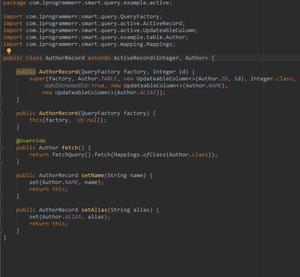 package com.iprogrammerr.smart.query.example.active;
import com.iprogrammerr.smart.query.QueryFactory;
import com.iprogrammerr.smart.query.active.ActiveRecord;
import com.iprogrammerr.smart.query.active.UpdateableColumn;
import com.iprogrammerr.smart.query.example.table.Author;
import com.iprogrammerr.smart.query.mapping.Mappings;
public class AuthorRecord extends ActiveRecord<Integer, Author> {
public AuthorRecord(QueryFactory factory, Integer id) {
super(factory, Author.TABLE, new UpdateableColumn<>(Author.ID, id), Integer.class,
autoIncrementId: true, new UpdateableColumn<>(Author.NAME),
new UpdateableColumn<>(Author.ALIAS));
}
public AuthorRecord(QueryFactory factory) {
this(factory, id: null);
}
@Override
public Author fetch() {
return fetchQuery().fetch(Mappings.ofClass(Author.class));
}
public AuthorRecord setName(String name) {
set(Author.NAME, name);
return this;
}
public AuthorRecord setAlias(String alias) {
set(Author.ALIAS, alias);
return this;
}
}